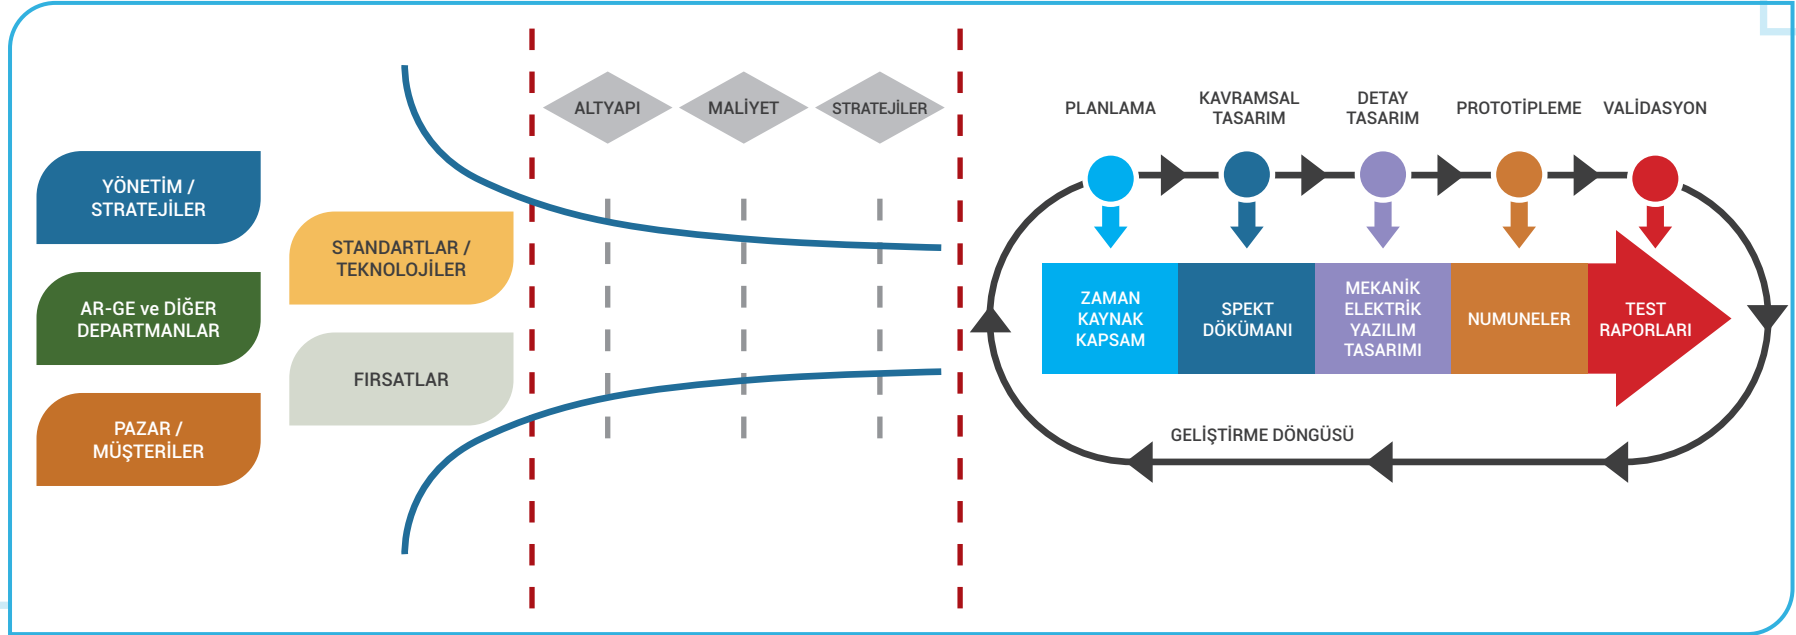 YÖNETİM /
STRATEJİLER
AR-GE ve DİĞER
DEPARTMANLAR
PAZAR /
MÜŞTERİLER
STANDARTLAR /
TEKNOLOJİLER
FIRSATLAR
ALTYAPI
MALİYET
STRATEJİLER
PLANLAMA
KAVRAMSAL
TASARIM
DETAY
TASARIM
PROTOTİPLEME
VALİDASYON
ZAMAN
KAYNAK
KAPSAM
SPEKT
DÖKÜMANI
MEKANİK
ELEKTRİK
YAZILIM
TASARIMI
NUMUNELER
TEST
RAPORLARI
GELİŞTİRME DÖNGÜSÜ